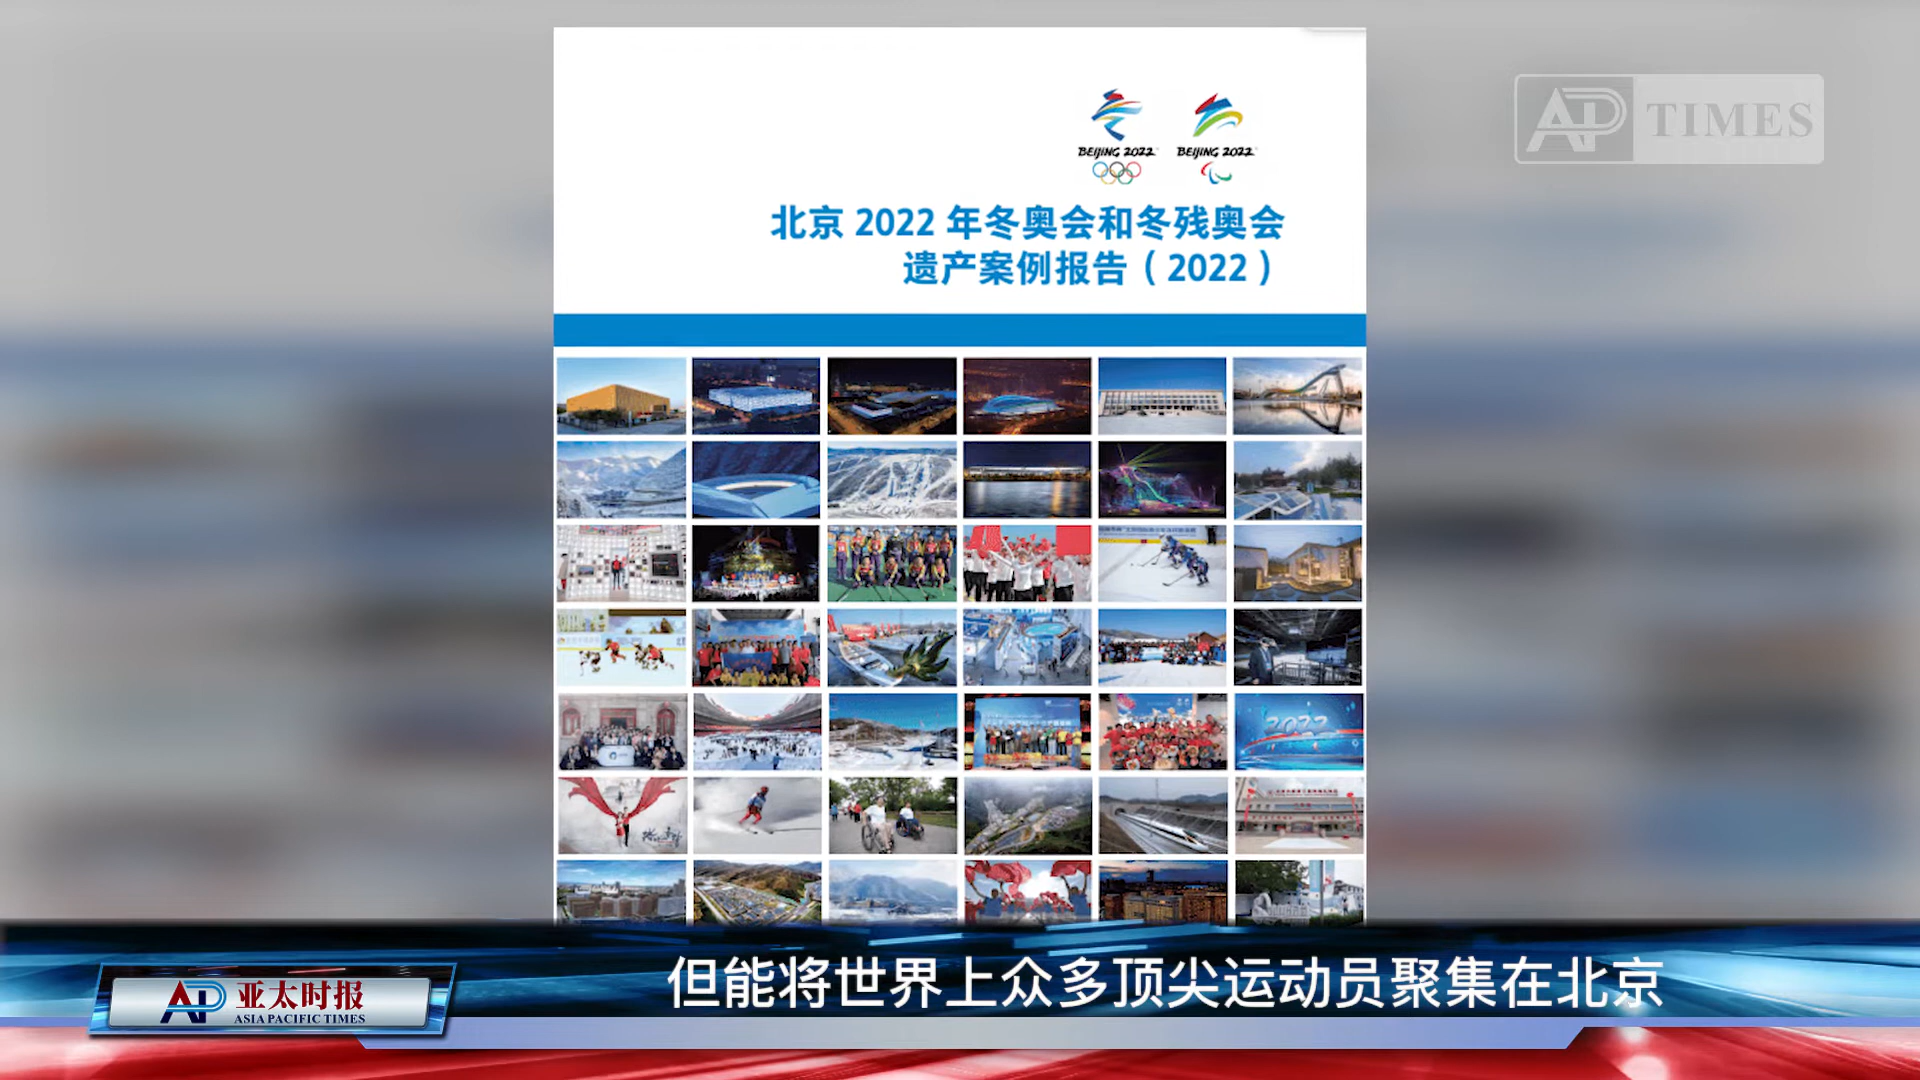 AP TIMES
BEIJING 2022 BEIJING 2022
北京 2022 年冬奥会和冬残奥会
遗产案例报告（2022）
2022
但能将世界上众多顶尖运动员聚集在北京
AP 亚太时报
ASIA PACIFIC TIMES